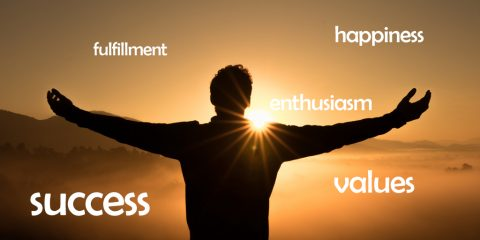 happiness
fulfillment
enthusiasm
values
success